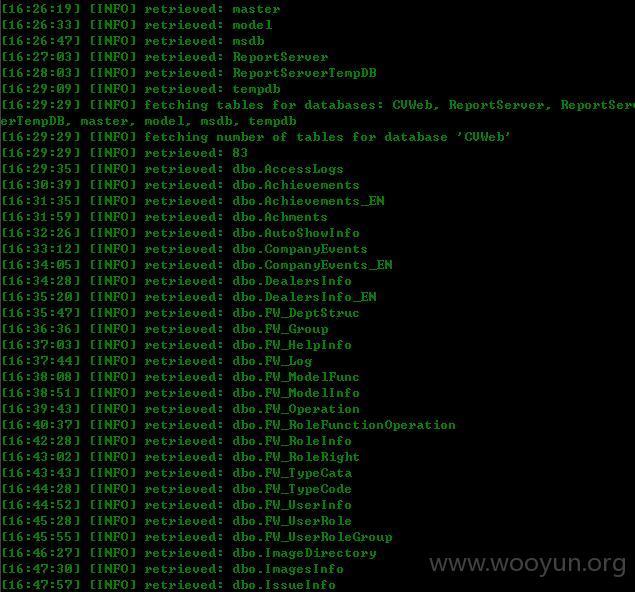 [16:26:19] [INFO] retrieved: master
[16:26:33] [INFO] retrieved: model
[16:26:47] [INFO] retrieved: msdb
[16:27:03] [INFO] retrieved: ReportServer
[16:28:03] [INFO] retrieved: ReportServerTempDB
[16:29:09] [INFO] retrieved: tempdb
[16:29:29] [INFO] fetching tables for databases: CVWeb, ReportServer, ReportServ
erTempDB, master, model, msdb, tempdb
[16:29:29] [INFO] fetching number of tables for database 'CVWeb'
[16:29:29] [INFO] retrieved: 83
[16:29:35] [INFO] retrieved: dbo.AccessLogs
[16:30:39] [INFO] retrieved: dbo.Achievements
[16:31:35] [INFO] retrieved: dbo.Achievements_EN
[16:31:59] [INFO] retrieved: dbo.Achments
[16:32:26] [INFO] retrieved: dbo.AutoShowInfo
[16:33:12] [INFO] retrieved: dbo.CompanyEvents
[16:34:05] [INFO] retrieved: dbo.CompanyEvents_EN
[16:34:28] [INFO] retrieved: dbo.DealersInfo
[16:35:20] [INFO] retrieved: dbo.DealersInfo_EN
[16:35:47] [INFO] retrieved: dbo.FW_DeptStruc
[16:36:36] [INFO] retrieved: dbo.FW_Group
[16:37:03] [INFO] retrieved: dbo.FW_HelpInfo
[16:37:44] [INFO] retrieved: dbo.FW_Log
[16:38:08] [INFO] retrieved: dbo.FW_ModelFunc
[16:38:51] [INFO] retrieved: dbo.FW_ModelInfo
[16:39:43] [INFO] retrieved: dbo.FW_Operation
[16:40:37] [INFO] retrieved: dbo.FW_RoleFunctionOperation
[16:42:28] [INFO] retrieved: dbo.FW_RoleInfo
[16:43:02] [INFO] retrieved: dbo.FW_RoleRight
[16:43:43] [INFO] retrieved: dbo.FW_TypeCata
[16:44:28] [INFO] retrieved: dbo.FW_TypeCode
[16:44:52] [INFO] retrieved: dbo.FW_UserInfo
[16:45:28] [INFO] retrieved: dbo.FW_UserRole
[16:45:55] [INFO] retrieved: dbo.FW_UserRoleGroup
[16:46:27] [INFO] retrieved: dbo.ImageDirectory
[16:47:30] [INFO] retrieved: dbo.ImagesInfo
[16:47:57] [INFO] retrieved: dbo.IssueInfo
www.wooyun.org